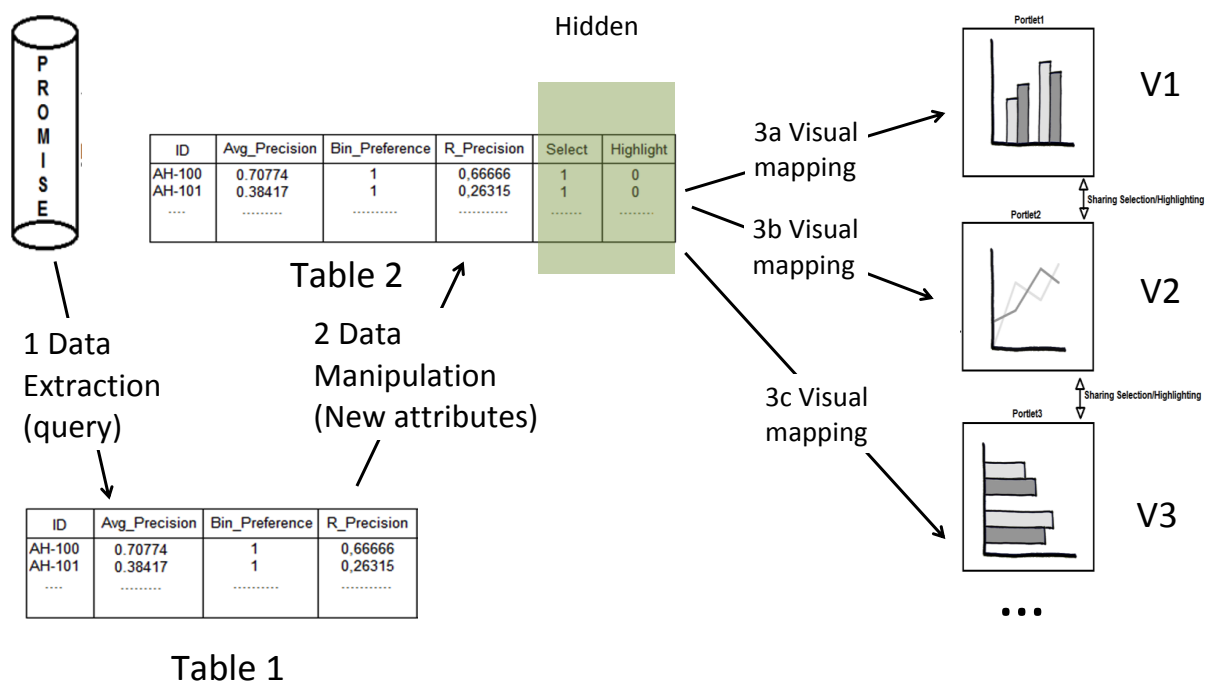 PROMISE
Hidden
ID Avg_Precision Bin_Preference R_Precision Select Highlight
AH-100 0.70774 1 0,66666 1 0
AH-101 0.38417 1 0,26315 1 0
.... ......... .......... ........... ....... ........
Table 2
1 Data
Extraction
(query)
2 Data
Manipulation
(New attributes)
ID Avg_Precision Bin_Preference R_Precision
AH-100 0.70774 1 0,66666
AH-101 0.38417 1 0,26315
.... ......... .......... ...........
Table 1
3a Visual
mapping
3b Visual
mapping
3c Visual
mapping
Portlet1
V1
Sharing Selection/Highlighting
Portlet2
V2
Sharing Selection/Highlighting
Portlet3
V3
...